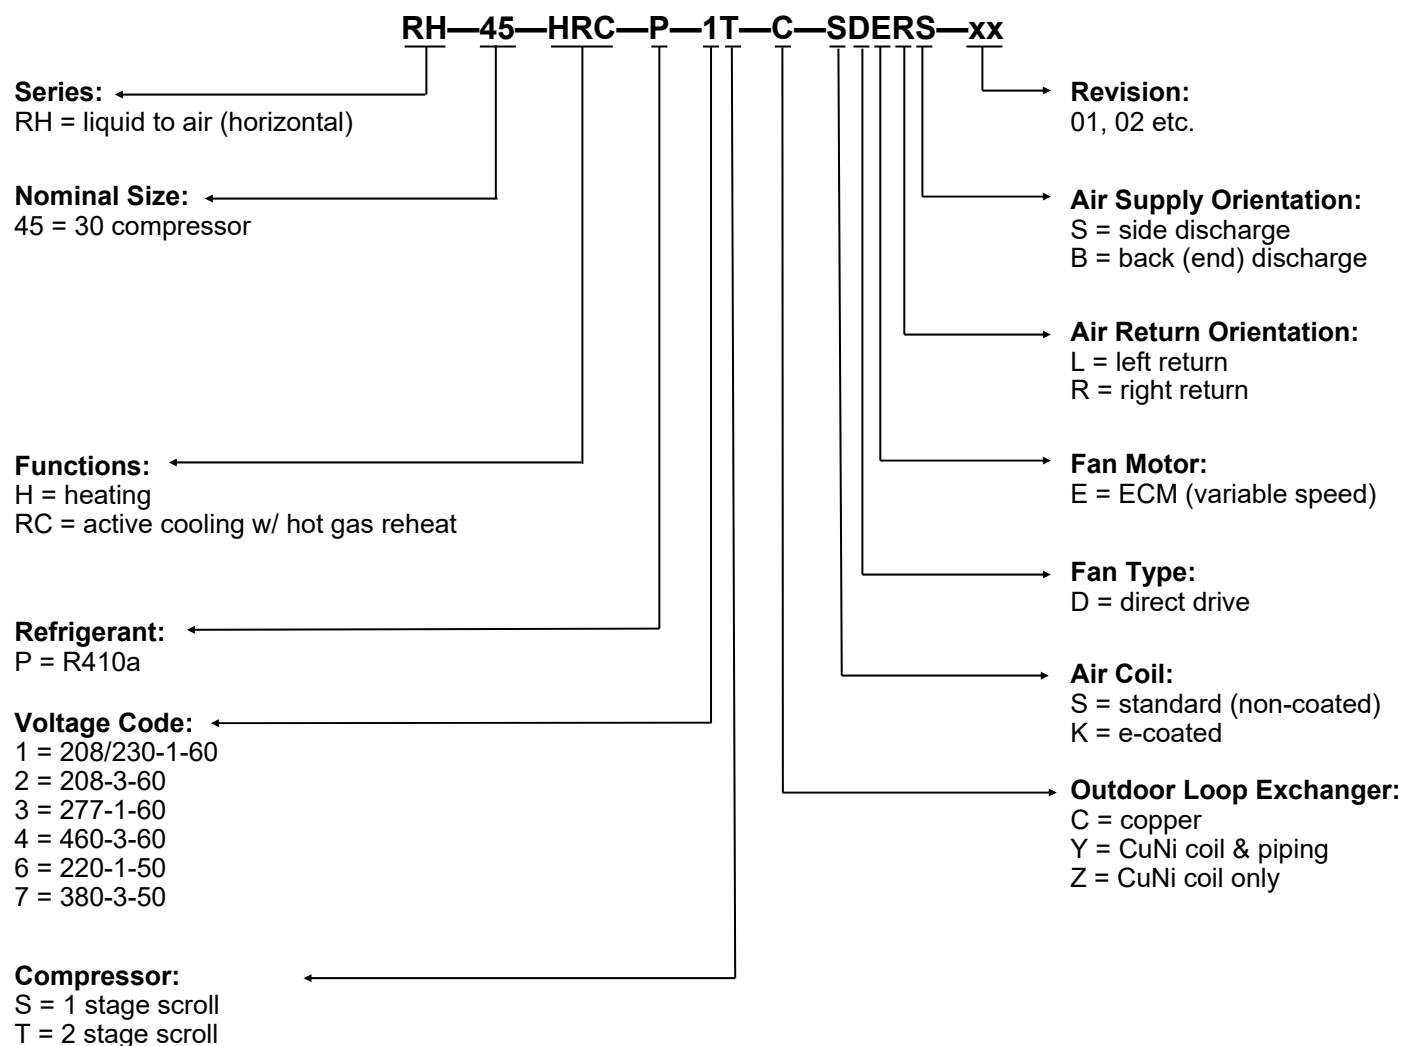 RH—45—HRC—P—1T—C—SDERS—xx
Series:
RH = liquid to air (horizontal)
Nominal Size:
45 = 30 compressor
Functions:
H = heating
RC = active cooling w/ hot gas reheat
Refrigerant:
P = R410a
Voltage Code:
1 = 208/230-1-60
2 = 208-3-60
3 = 277-1-60
4 = 460-3-60
6 = 220-1-50
7 = 380-3-50
Compressor:
S = 1 stage scroll
T = 2 stage scroll
Revision:
01, 02 etc.
Air Supply Orientation:
S = side discharge
B = back (end) discharge
Air Return Orientation:
L = left return
R = right return
Fan Motor:
E = ECM (variable speed)
Fan Type:
D = direct drive
Air Coil:
S = standard (non-coated)
K = e-coated
Outdoor Loop Exchanger:
C = copper
Y = CuNi coil & piping
Z = CuNi coil only